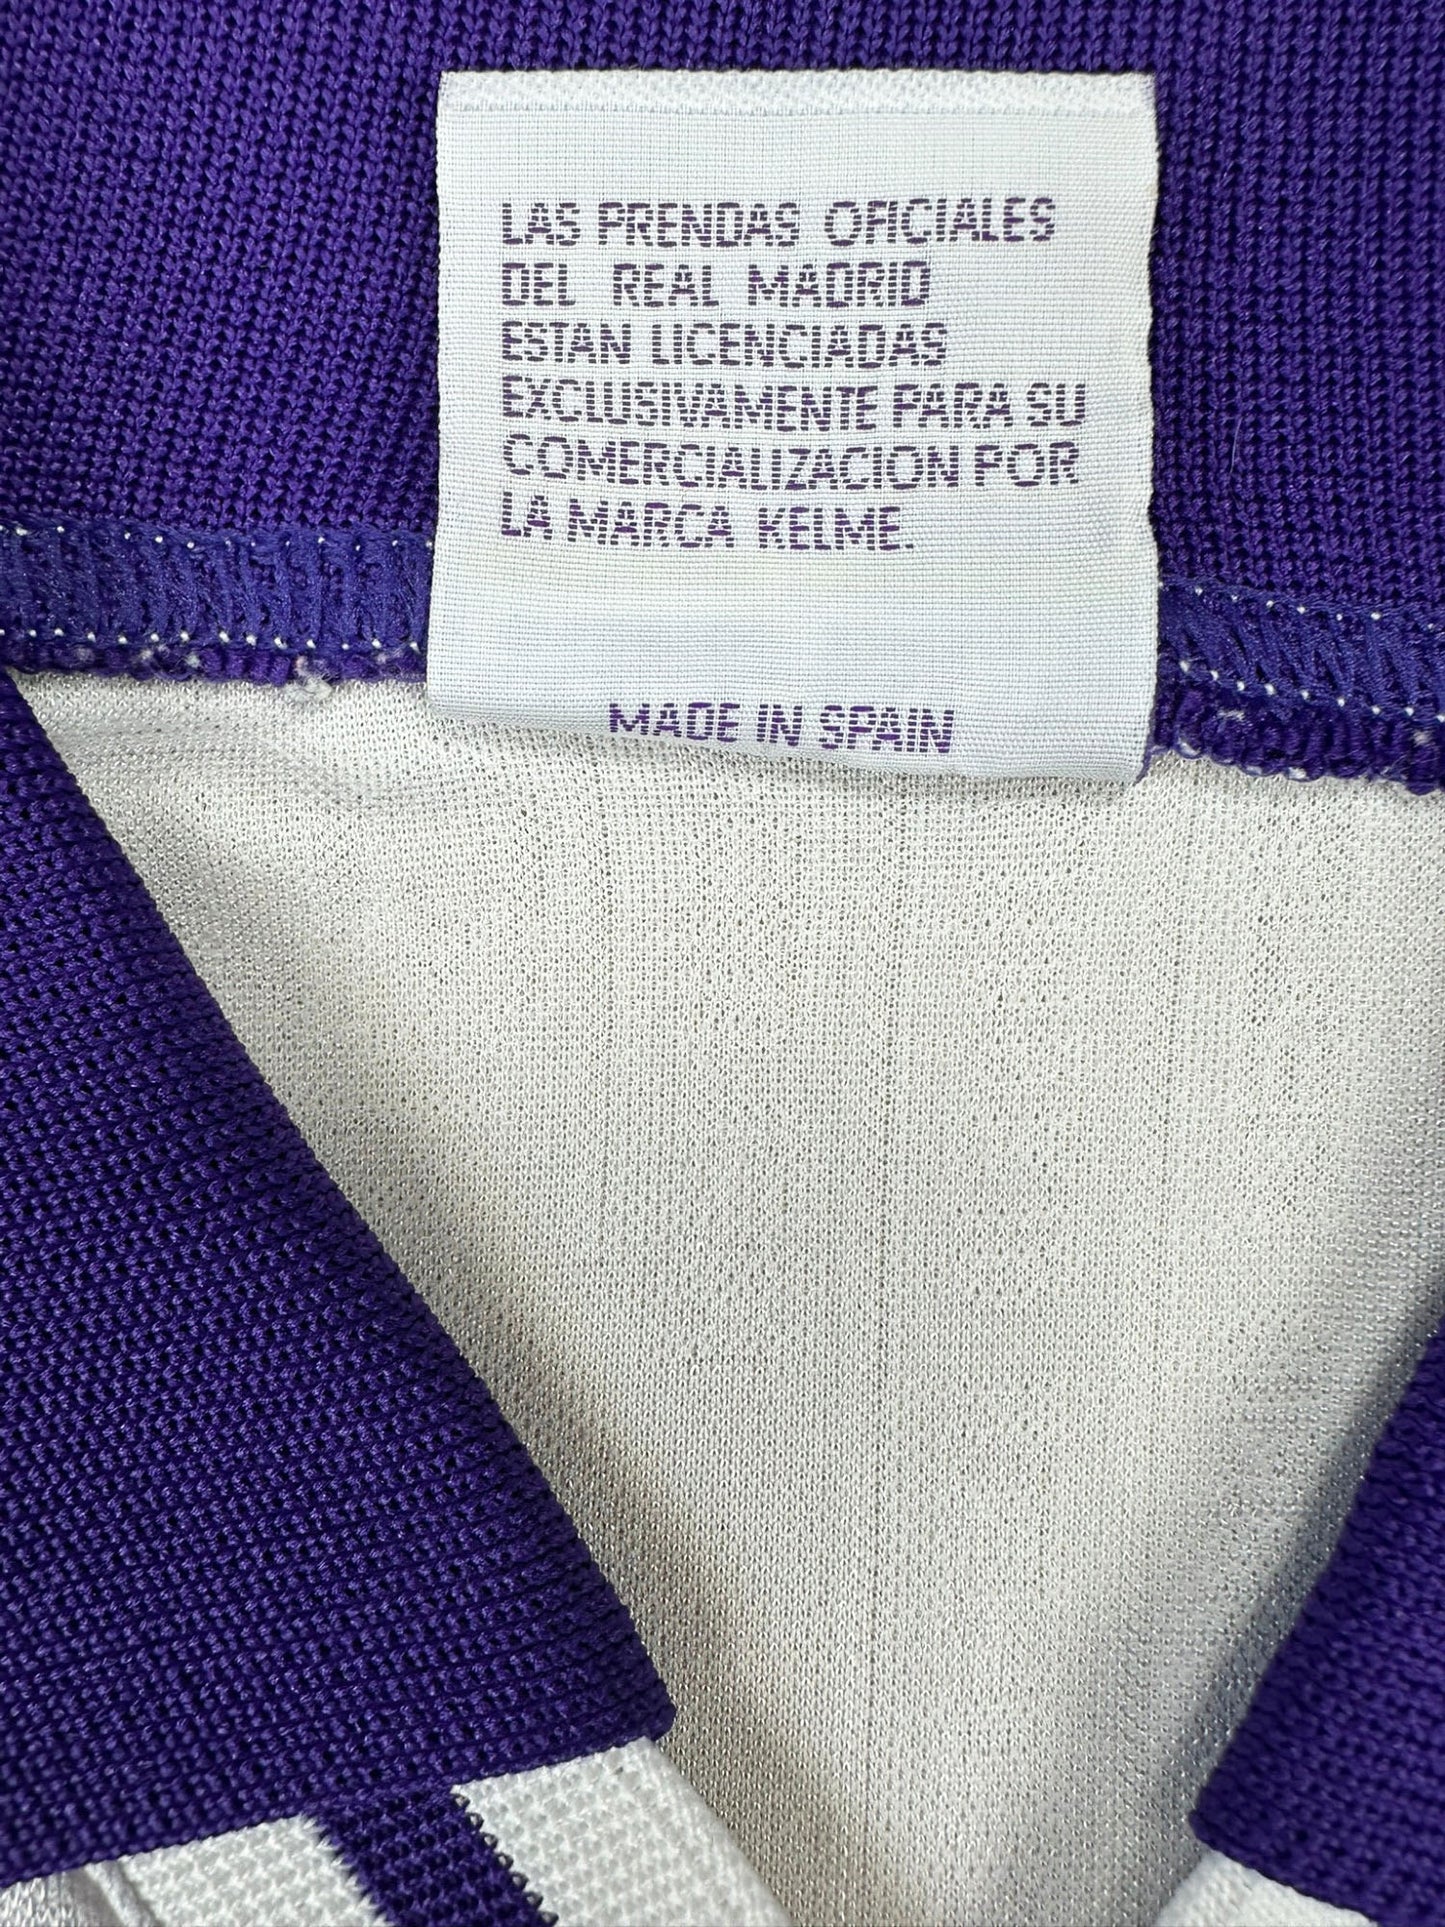 LAS PRENDAS OFICIALES
DEL REAL MADRID
ESTAN LICENCIADAS
EXCLUSIVAMENTE PARA SU
COMERCIALIZACION POR
LA MARCA KELME.
MADE IN SPAIN